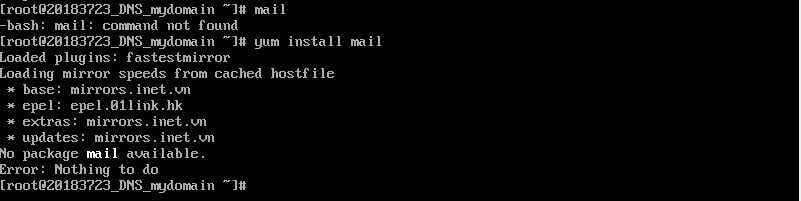 [root@20183723_DNS_mydomain ~]# mail
-bash: mail: command not found
[root@20183723_DNS_mydomain ~]# yum install mail
Loaded plugins: fastestmirror
Loading mirror speeds from cached hostfile
 * base: mirrors.inet.vn
 * epel: epel.01link.hk
 * extras: mirrors.inet.vn
 * updates: mirrors.inet.vn
No package mail available.
Error: Nothing to do
[root@20183723_DNS_mydomain ~]#